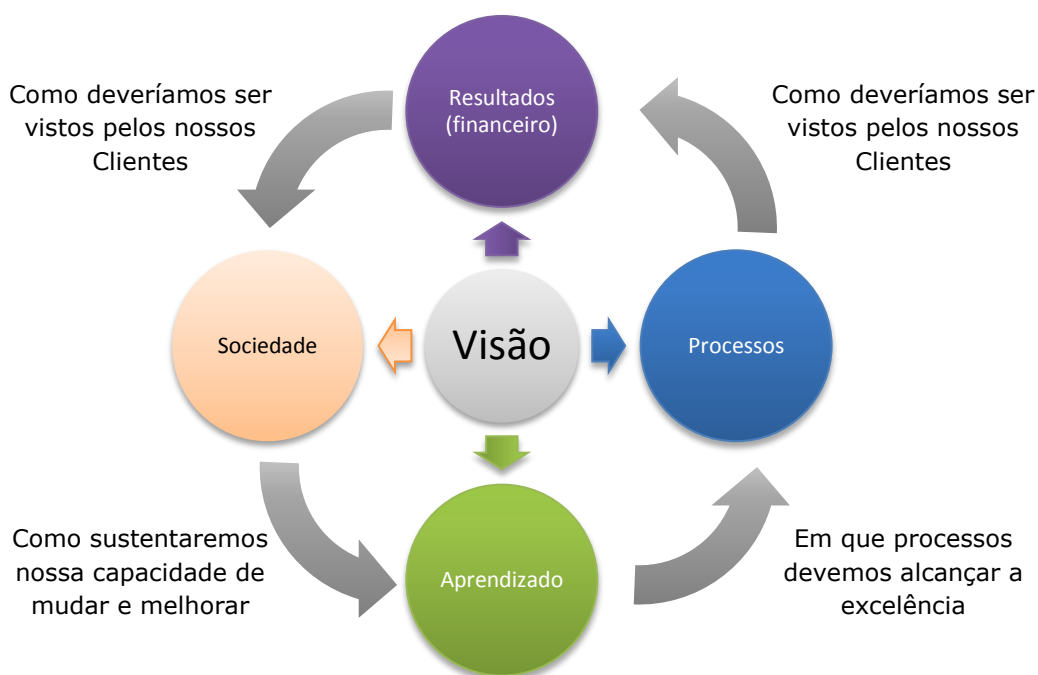 Como deveríamos ser
vistos pelos nossos
Clientes
Resultados
(financeiro)
Como deveríamos ser
vistos pelos nossos
Clientes
Sociedade
Visão
Processos
Como sustentaremos
nossa capacidade de
mudar e melhorar
Aprendizado
Em que processos
devemos alcançar a
excelência